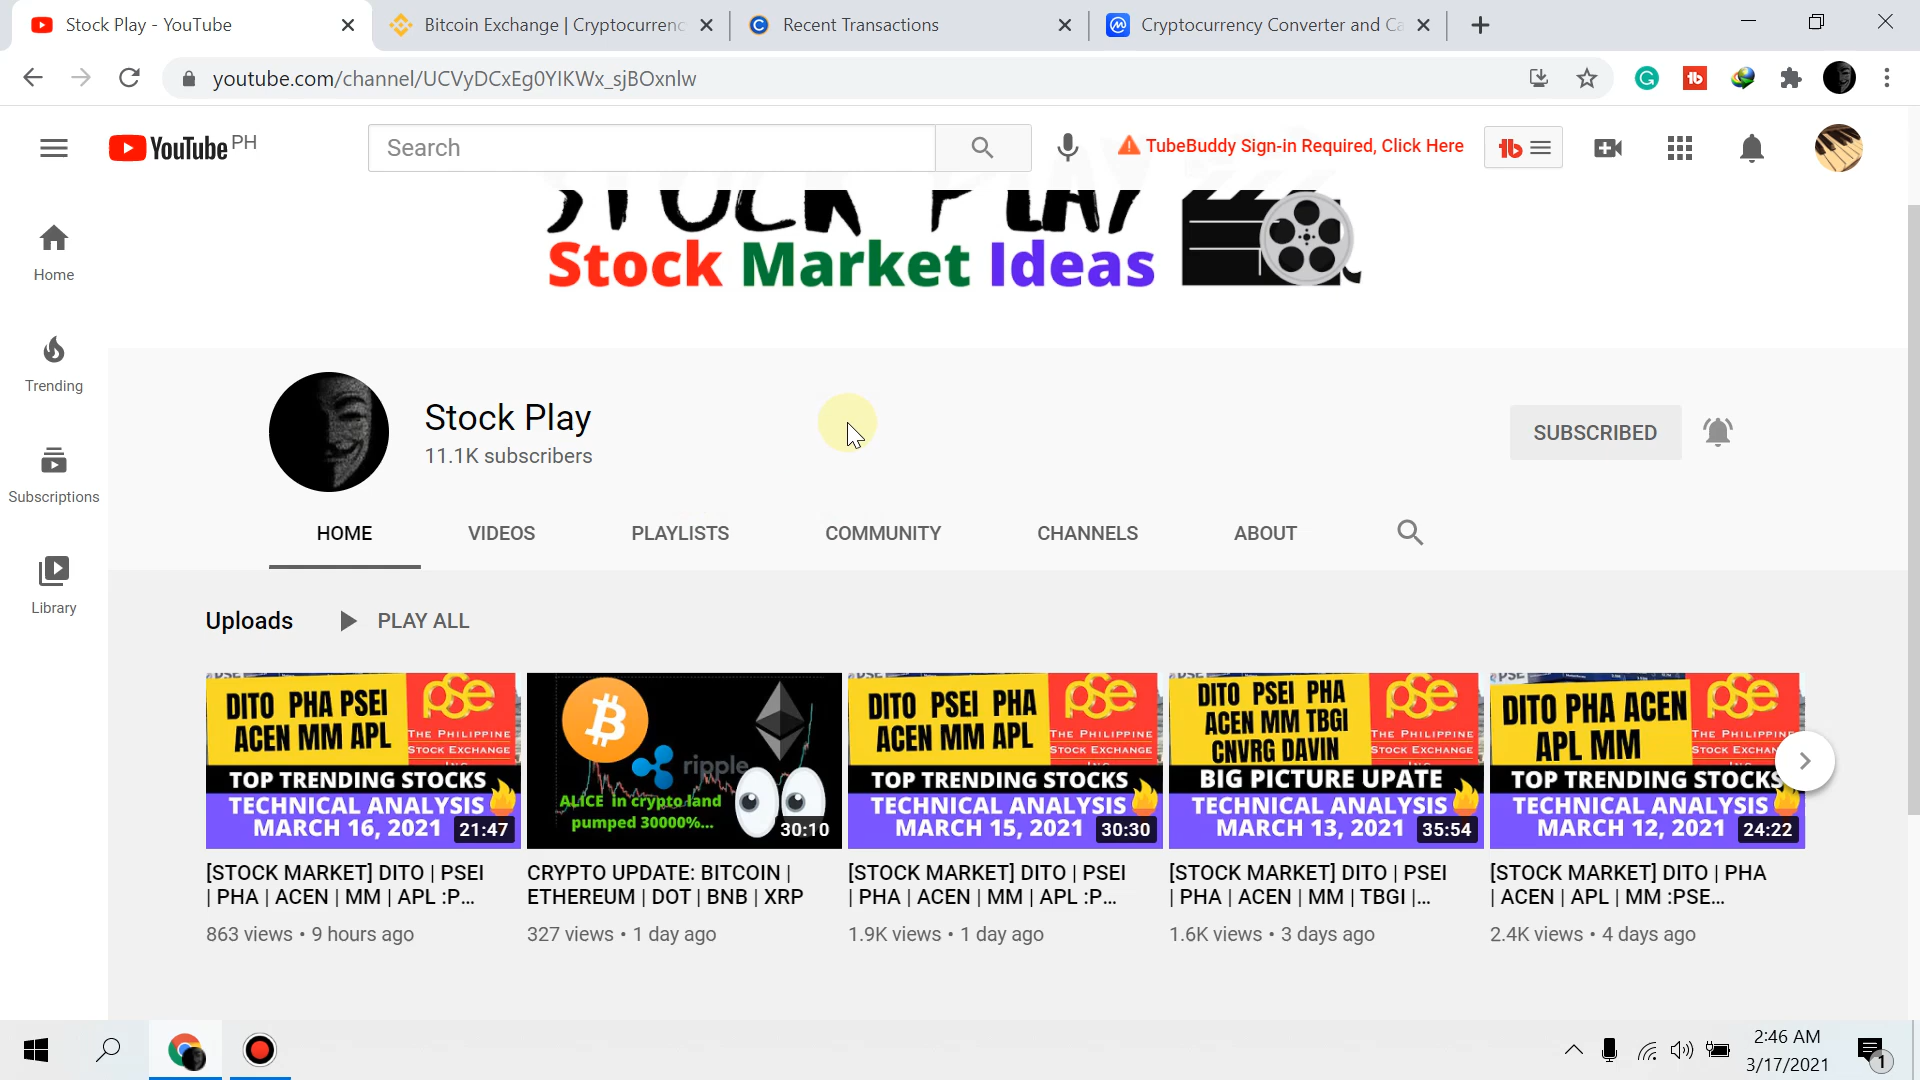 Stock Play - YouTube
Bitcoin Exchange | Cryptocurrenc
Recent Transactions
Cryptocurrency Converter and Ca
youtube.com/channel/UCVyDCxEg0YIKWx_sjBOxnlw
YouTube PH
Search
TubeBuddy Sign-in Required, Click Here
STOCK PLAY
Stock Market Ideas
Home
Trending
Subscriptions
Library
Stock Play
11.1K subscribers
SUBSCRIBED
HOME
VIDEOS
PLAYLISTS
COMMUNITY
CHANNELS
ABOUT
Uploads
PLAY ALL
DITO PHA PSEI
ACEN MM APL
pse
THE PHILIPPINE
STOCK EXCHANGE
TOP TRENDING STOCKS
TECHNICAL ANALYSIS
MARCH 16, 2021
21:47
ripple
ALICE in crypto land
pumped 30000%...
30:10
DITO PSEI PHA
ACEN MM APL
pse
THE PHILIPPINE
STOCK EXCHANGE
TOP TRENDING STOCKS
TECHNICAL ANALYSIS
MARCH 15, 2021
30:30
DITO PSEI PHA
ACEN MM TBGI
CNVRG DAVIN
pse
THE PHILIPPINE
STOCK EXCHANGE
BIG PICTURE UPATE
TECHNICAL ANALYSIS
MARCH 13, 2021
35:54
DITO PHA ACEN
APL MM
pse
THE PHILIPPINE
STOCK EXCHAN
TOP TRENDING STOCKS
TECHNICAL ANALYSIS
MARCH 12, 2021
24:22
[STOCK MARKET] DITO | PSEI
| PHA | ACEN | MM | APL :P...
863 views • 9 hours ago
CRYPTO UPDATE: BITCOIN |
ETHEREUM | DOT | BNB | XRP
327 views • 1 day ago
[STOCK MARKET] DITO | PSEI
| PHA | ACEN | MM | APL :P...
1.9K views • 1 day ago
[STOCK MARKET] DITO | PSEI
| PHA | ACEN | MM | TBGI |...
1.6K views • 3 days ago
[STOCK MARKET] DITO | PHA
| ACEN | APL | MM :PSE...
2.4K views • 4 days ago
2:46 AM
3/17/2021
1